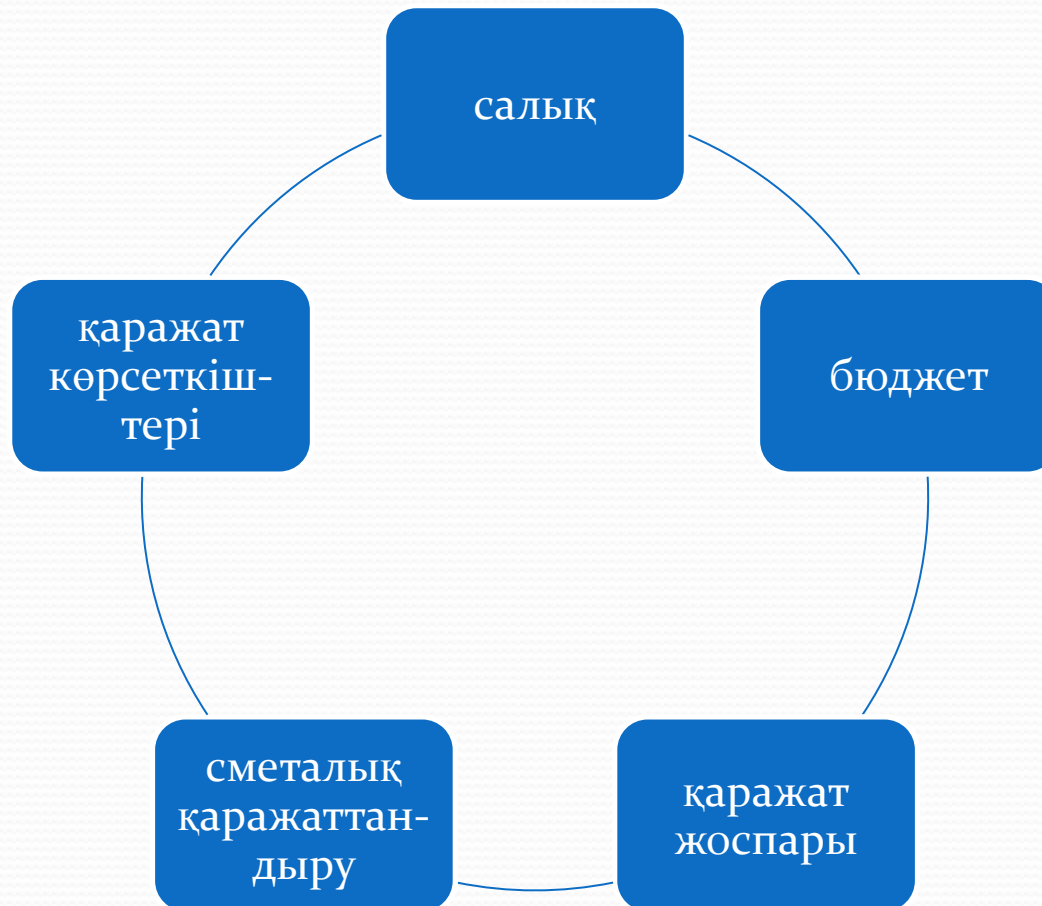 салық
бюджет
қаражат
жоспары
сметалық
қаражаттан-
дыру
қаражат
көрсеткіш-
тері